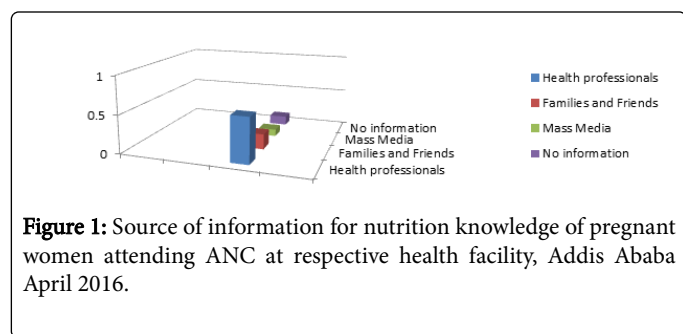 1
0.5
0
No information
Mass Media
Families and Friends
Health professionals
Health professionals
Families and Friends
Mass Media
No information
Figure 1: Source of information for nutrition knowledge of pregnant
women attending ANC at respective health facility, Addis Ababa
April 2016.